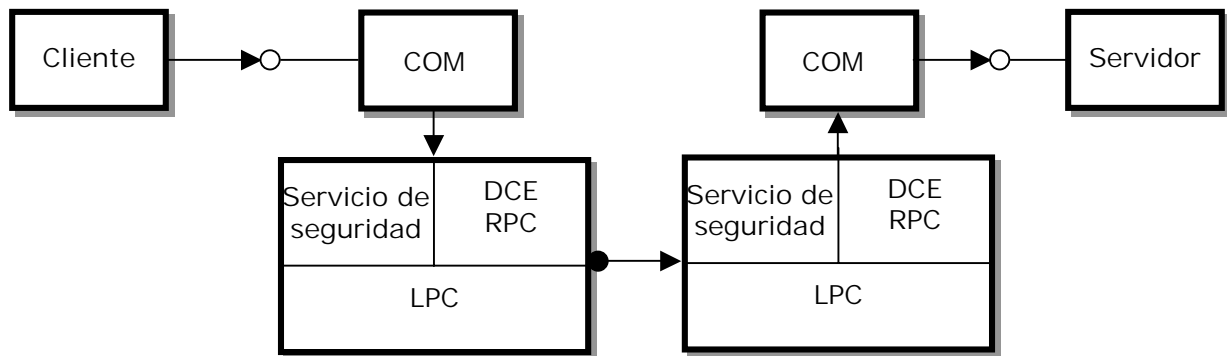 Cliente
COM
COM
Servidor
Servicio de
seguridad
DCE
RPC
LPC
Servicio de
seguridad
DCE
RPC
LPC